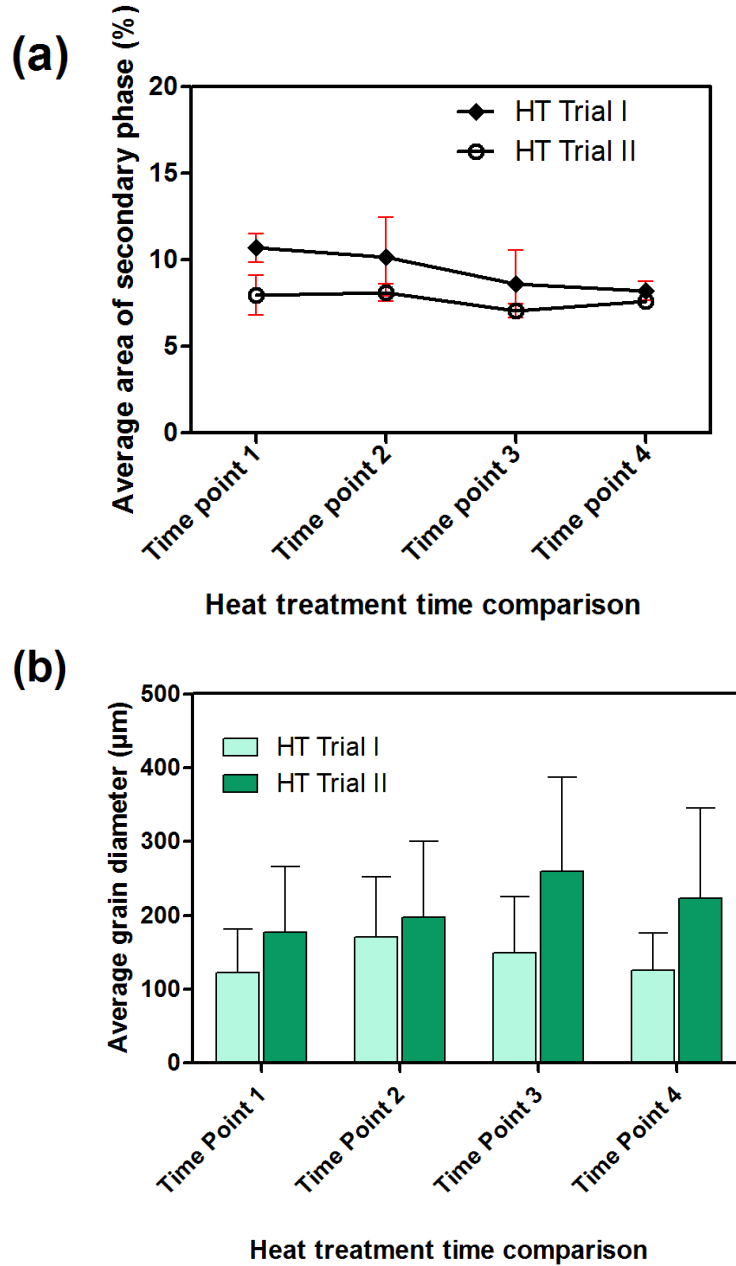 (a)
Average area of secondary phase (%)
20
15
10
5
0
HT Trial I
HT Trial II
Time point 1
Time point 2
Time point 3
Time point 4
Heat treatment time comparison
(b)
Average grain diameter (µm)
500
400
300
200
100
0
HT Trial I
HT Trial II
Time Point 1
Time Point 2
Time Point 3
Time Point 4
Heat treatment time comparison